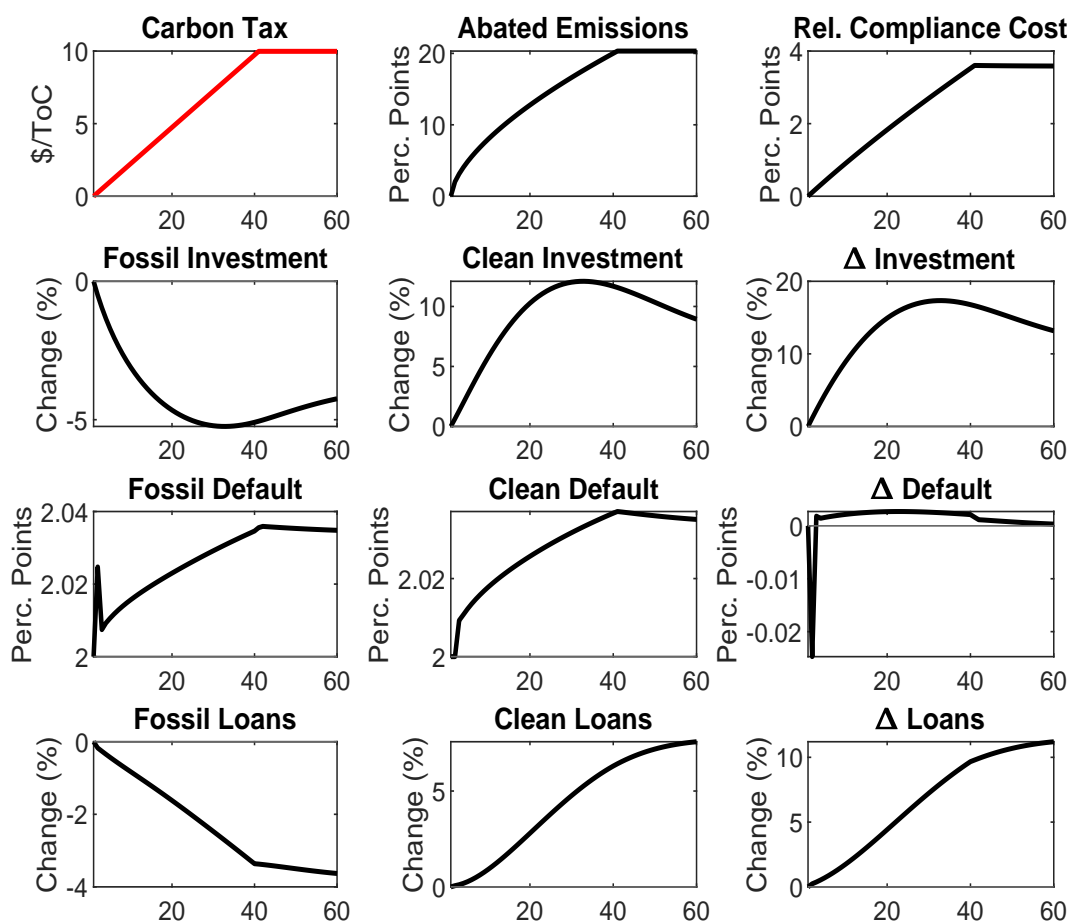 Carbon Tax
$/ToC
10
5
0
20 40 60
Abated Emissions
Perc. Points
20
10
0
20 40 60
Rel. Compliance Cost
Perc. Points
4
2
0
20 40 60
Fossil Investment
Change (%)
0
-5
20 40 60
Clean Investment
Change (%)
10
5
0
20 40 60
Δ Investment
Change (%)
20
10
0
20 40 60
Fossil Default
Perc. Points
2.04
2.02
2
20 40 60
Clean Default
Perc. Points
2.02
2
20 40 60
Δ Default
Perc. Points
0
-0.01
-0.02
20 40 60
Fossil Loans
Change (%)
0
-2
-4
20 40 60
Clean Loans
Change (%)
5
0
20 40 60
Δ Loans
Change (%)
10
5
0
20 40 60